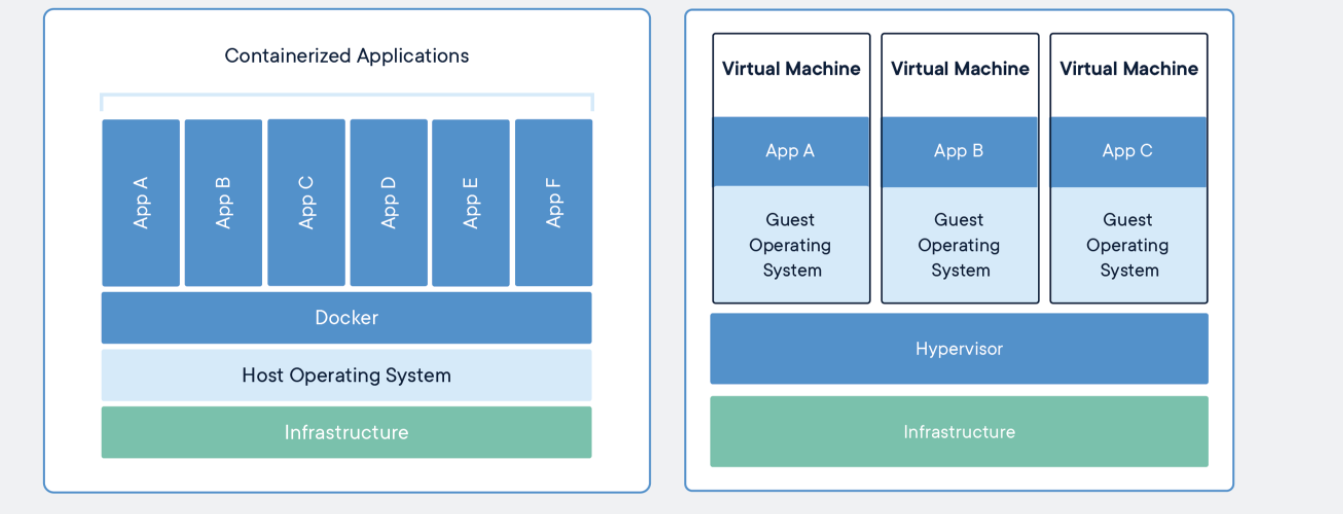 Containerized Applications
App A
App B
App C
App D
App E
App F
Docker
Host Operating System
Infrastructure
Virtual Machine
App A
Guest
Operating
System
Virtual Machine
App B
Guest
Operating
System
Virtual Machine
App C
Guest
Operating
System
Hypervisor
Infrastructure